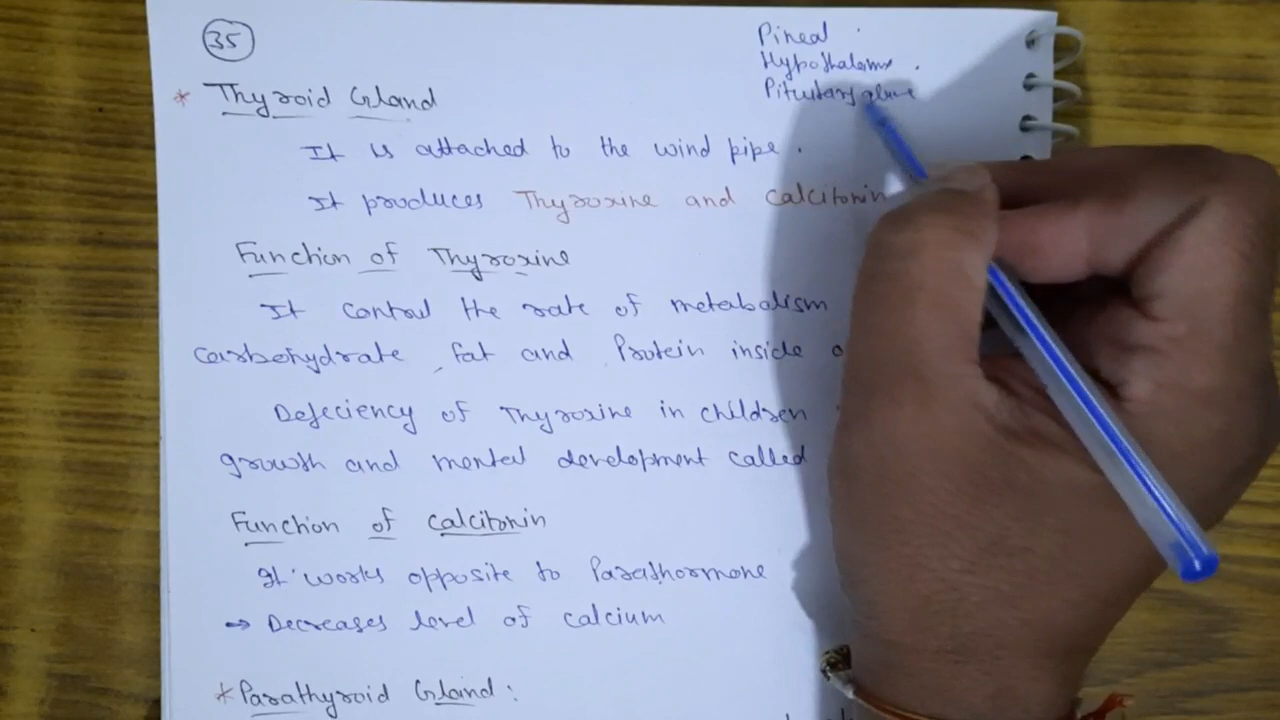 35
Pineal
Hypothalamus
Pituitary gland
* Thyroid Gland
It is attached to the wind pipe.
It produces Thyroxine and calcitonin
Function of Thyroxine
It control the rate of metabolism
carbohydrate, fat and Protein inside
Defeciency of Thyroxine in children
growth and mental development called
Function of calcitonin
It works opposite to Parathormone
→ Decreases level of calcium
* Parathyroid Gland: